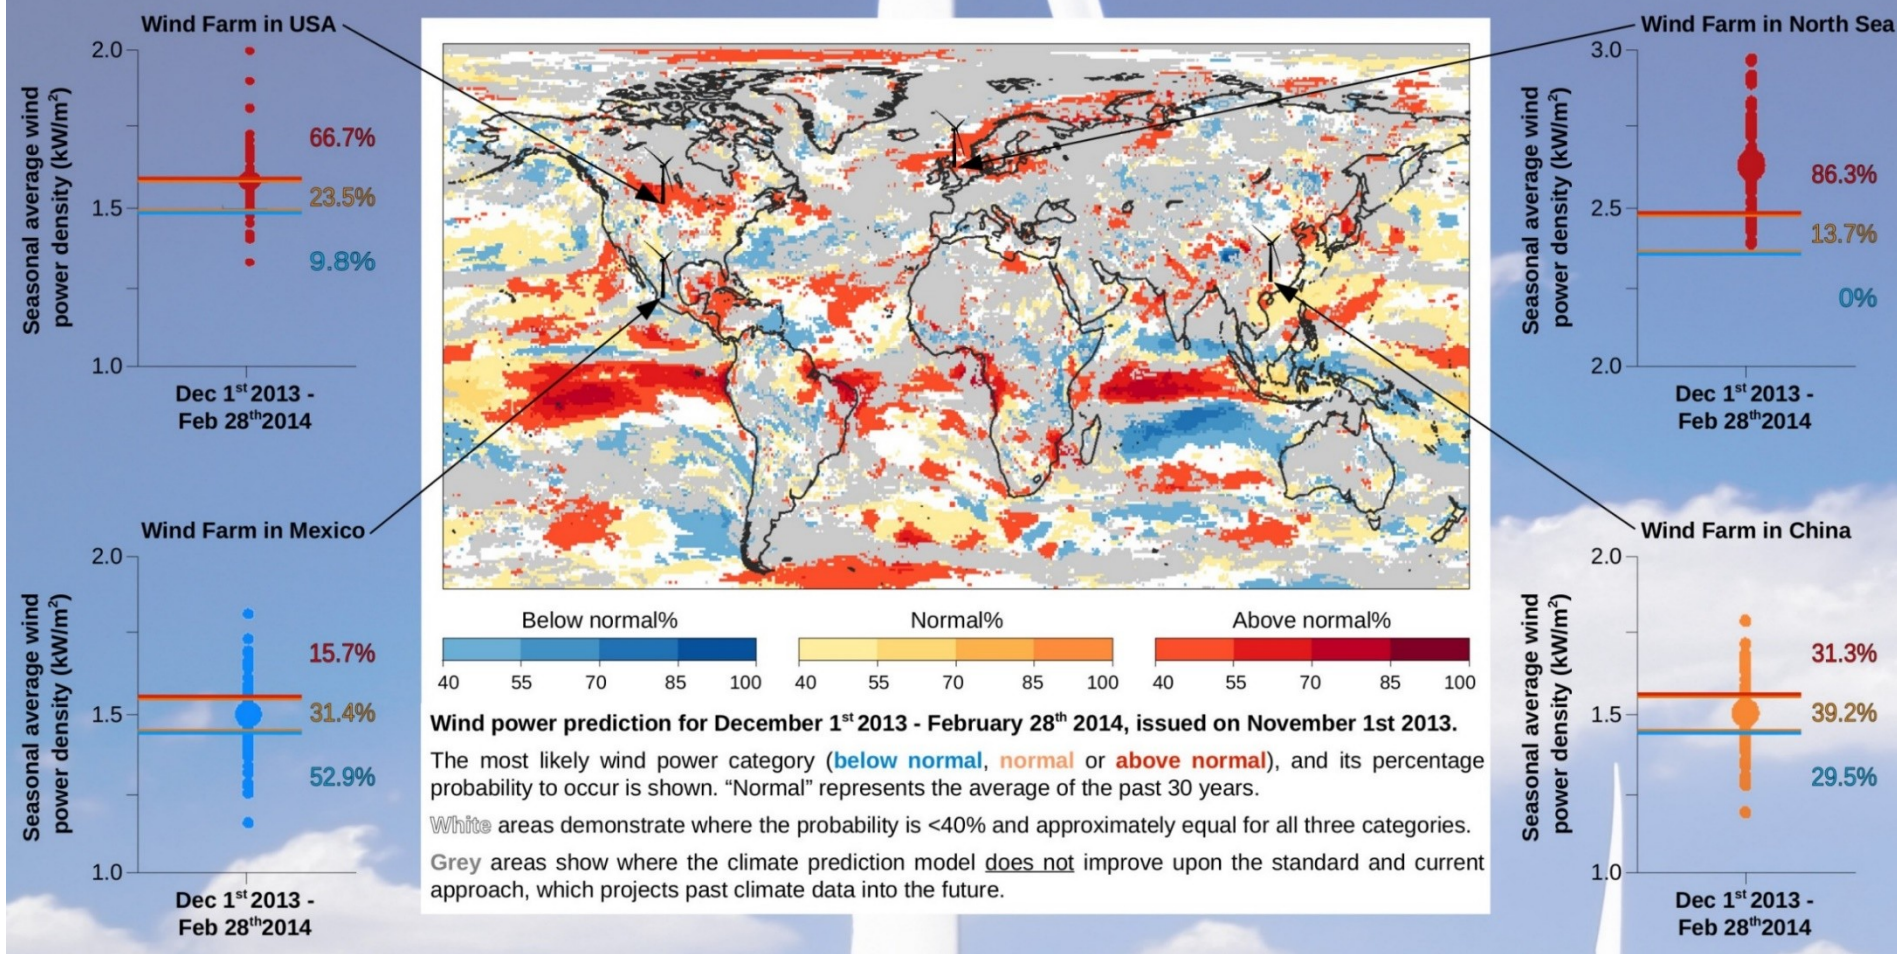 Wind Farm in USA
Seasonal average wind
power density (kW/m²)
2.0
1.5
1.0
66.7%
23.5%
9.8%
Dec 1st 2013 -
Feb 28th 2014
Wind Farm in North Sea
Seasonal average wind
power density (kW/m²)
3.0
2.5
2.0
86.3%
13.7%
0%
Dec 1st 2013 -
Feb 28th 2014
Wind Farm in Mexico
Seasonal average wind
power density (kW/m²)
2.0
1.5
1.0
15.7%
31.4%
52.9%
Dec 1st 2013 -
Feb 28th 2014
Wind Farm in China
Seasonal average wind
power density (kW/m²)
2.0
1.5
1.0
31.3%
39.2%
29.5%
Dec 1st 2013 -
Feb 28th 2014
Below normal%
40 55 70 85 100
Normal%
40 55 70 85 100
Above normal%
40 55 70 85 100
Wind power prediction for December 1st 2013 - February 28th 2014, issued on November 1st 2013.
The most likely wind power category (below normal, normal or above normal), and its percentage
probability to occur is shown. “Normal” represents the average of the past 30 years.
White areas demonstrate where the probability is <40% and approximately equal for all three categories.
Grey areas show where the climate prediction model does not improve upon the standard and current
approach, which projects past climate data into the future.